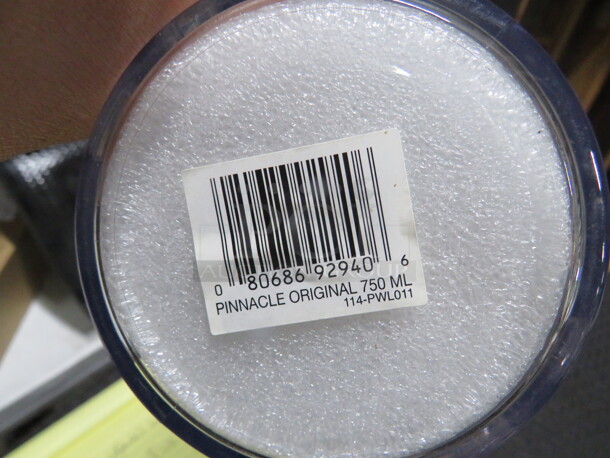 0 80686 92940 6
PINNACLE ORIGINAL 750 ML
114-PWL011